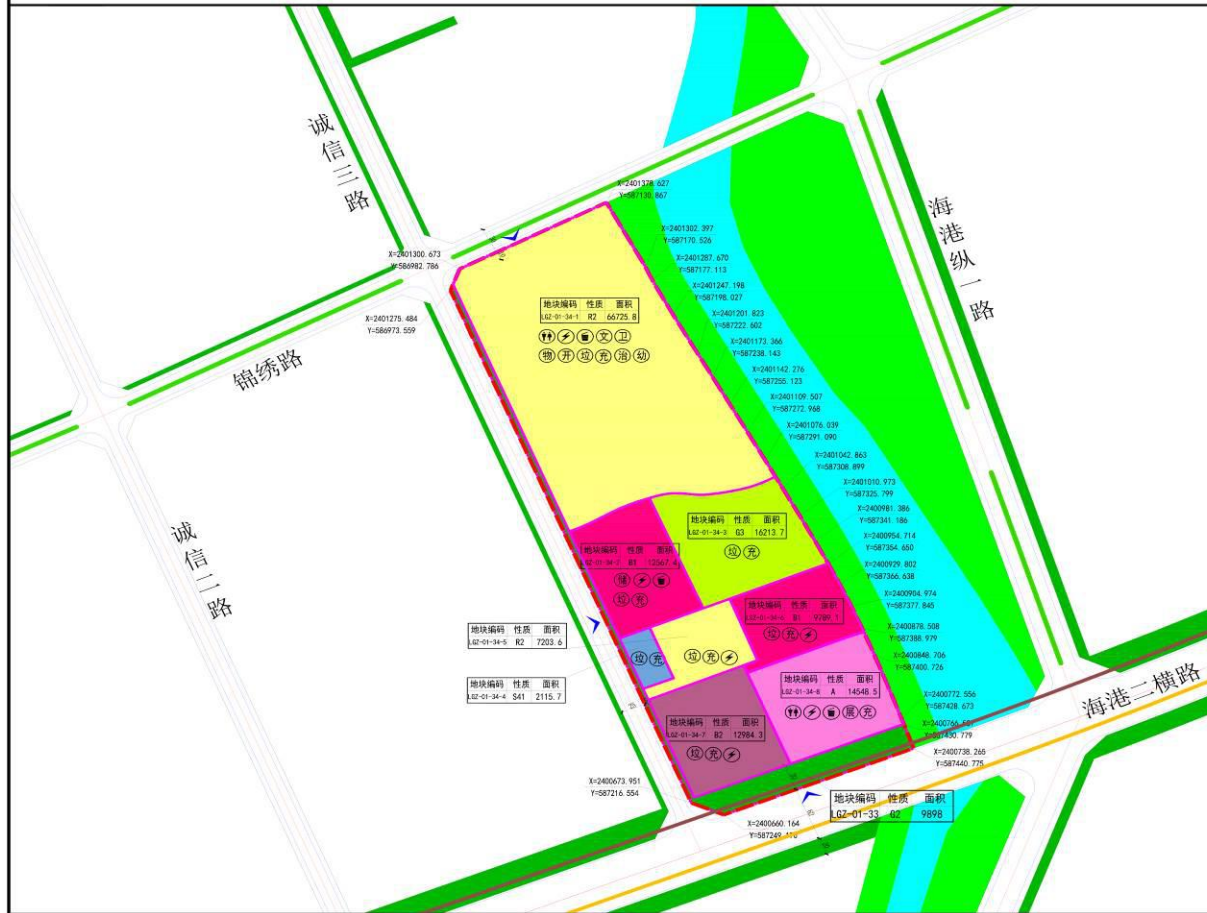 诚信三路
海港纵一路
锦绣路
诚信二路
海港二横路
X=2401378.627
Y=587130.867
X=2401302.397
Y=587170.526
X=2401287.670
Y=587177.113
X=2401247.198
Y=587198.027
X=2401201.823
Y=587222.602
X=2401173.366
Y=587238.143
X=2401142.276
Y=587255.123
X=2401109.507
Y=587272.968
X=2401076.039
Y=587291.090
X=2401042.863
Y=587308.899
X=2401010.973
Y=587325.799
X=2400981.386
Y=587341.186
X=2400954.714
Y=587354.650
X=2400929.802
Y=587366.638
X=2400904.974
Y=587377.845
X=2400878.508
Y=587388.979
X=2400848.706
Y=587400.726
X=2400772.556
Y=587428.673
Y=587430.779
X=2400738.265
Y=587440.775
X=2401300.673
Y=586982.786
X=2401275.484
Y=586973.559
X=2400673.951
Y=587216.554
X=2400660.164
地块编码 性质 面积
LGZ-01-34-1 R2 66725.8
文 卫
物 开 垃 充 治 幼
地块编码 性质 面积
LGZ-01-34-3 G3 16213.7
垃 充
地块编码 性质 面积
LGZ-01-34-2 B1 12567.4
储
垃 充
地块编码 性质 面积
LGZ-01-34-6 B1 9789.1
垃 充
地块编码 性质 面积
LGZ-01-34-5 R2 7203.6
垃 充
地块编码 性质 面积
LGZ-01-34-4 S41 2115.7
垃 充
地块编码 性质 面积
LGZ-01-34-8 A 14548.5
展 充
地块编码 性质 面积
LGZ-01-34-7 B2 12984.3
垃 充
地块编码 性质 面积
LGZ-01-33 G2 9898